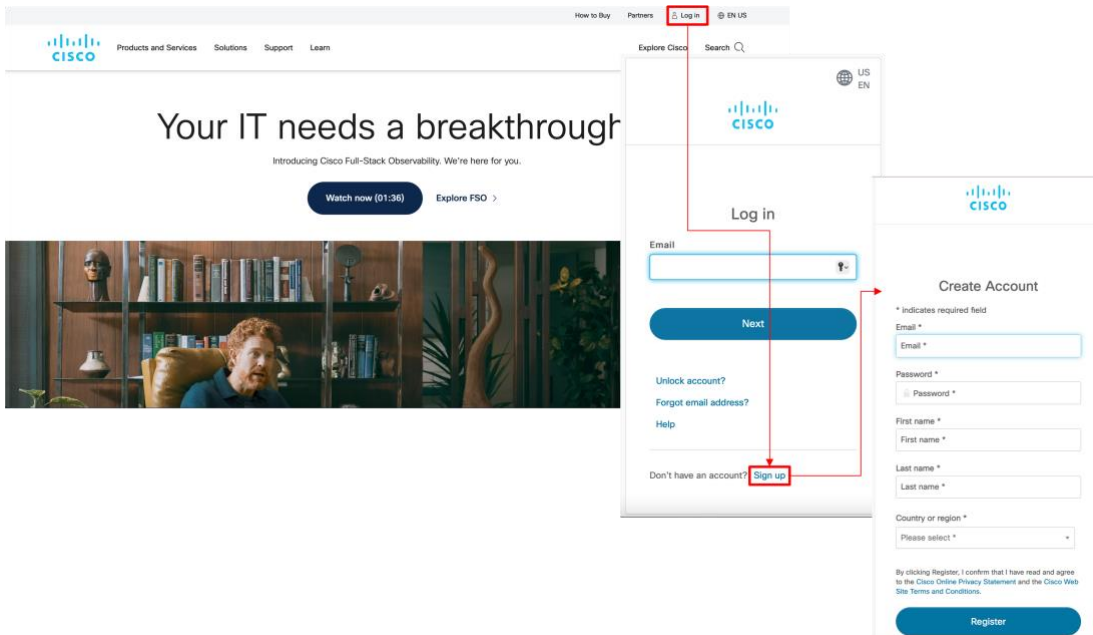 How to Buy Partners Log in EN US
CISCO
Products and Services Solutions Support Learn Explore Cisco Search
Your IT needs a breakthrough
Introducing Cisco Full-Stack Observability. We're here for you.
Watch now (01:36) Explore FSO >
US
EN
CISCO
Log in
Email
Next
Unlock account?
Forgot email address?
Help
Don't have an account? Sign up
CISCO
Create Account
* indicates required field
Email *
Email *
Password *
Password *
First name *
First name *
Last name *
Last name *
Country or region *
Please select *
By clicking Register, I confirm that I have read and agree
to the Cisco Online Privacy Statement and the Cisco Web
Site Terms and Conditions.
Register